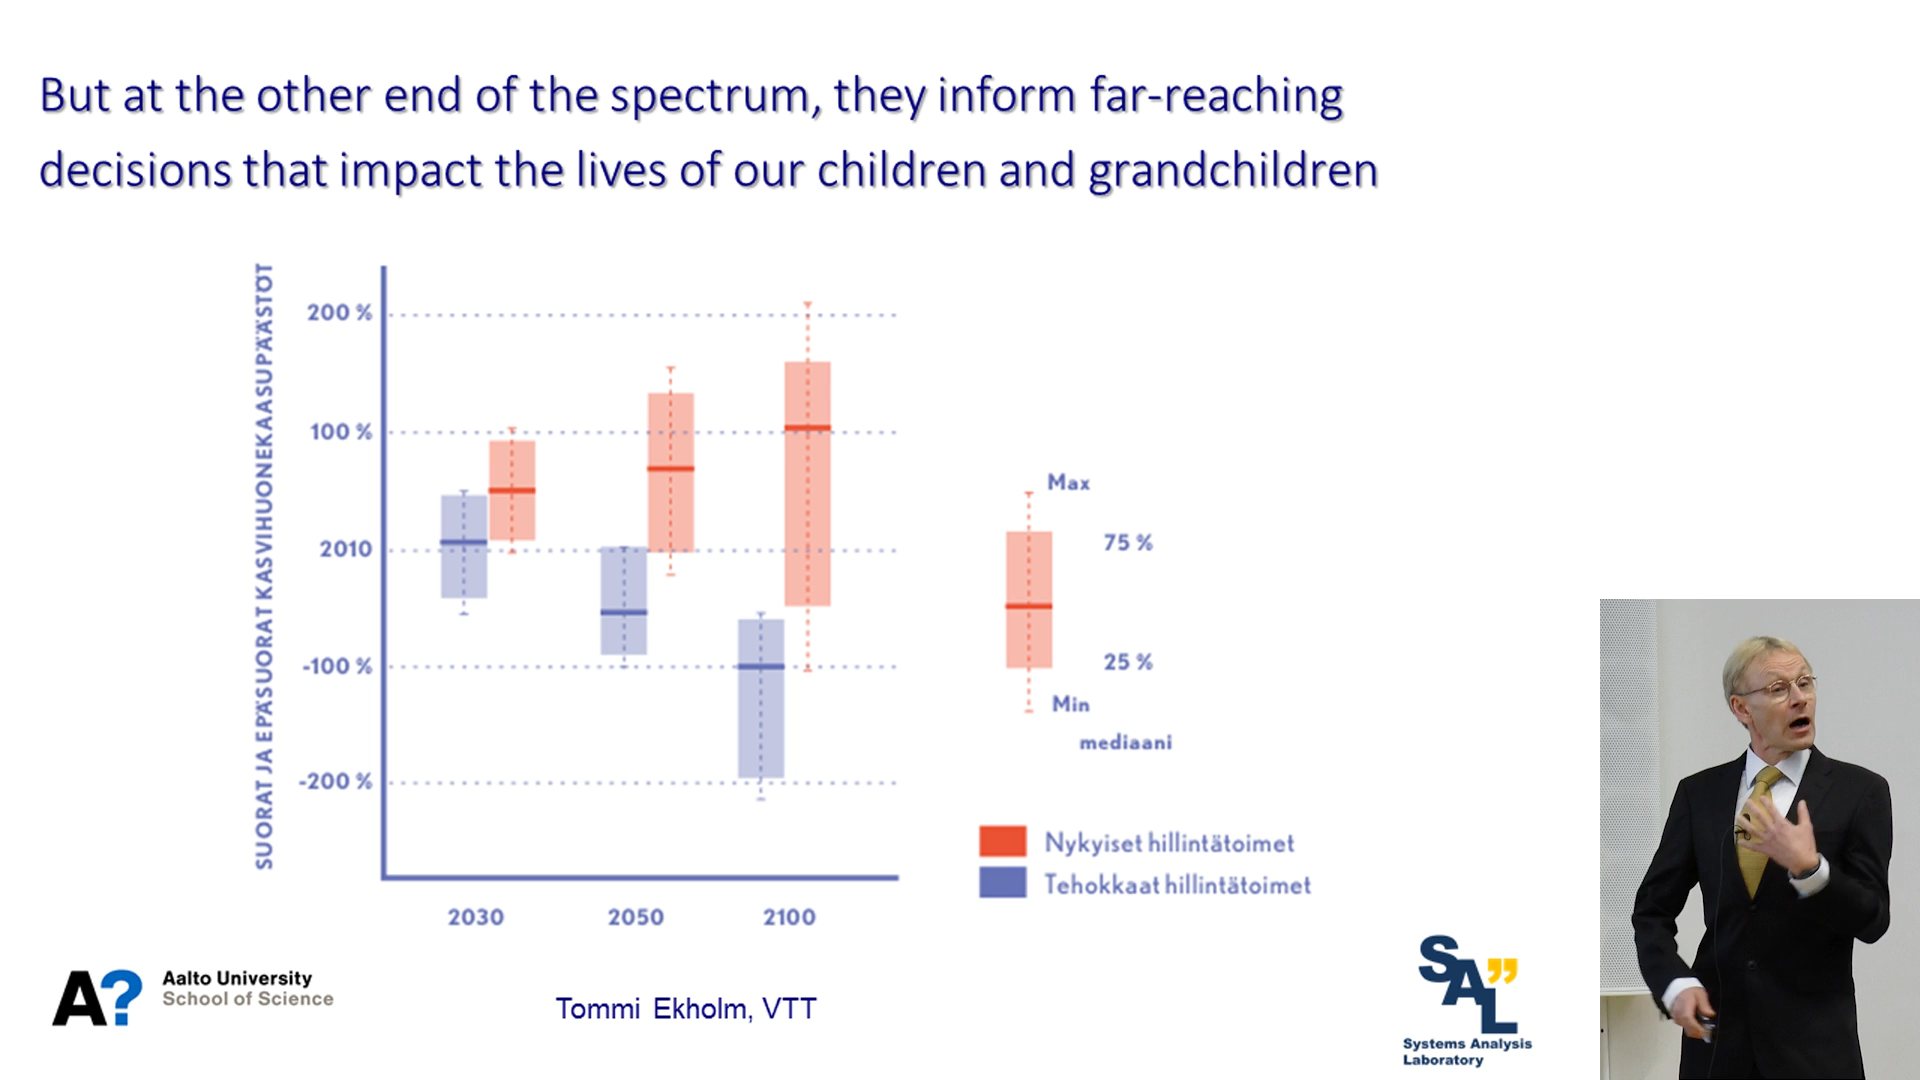 But at the other end of the spectrum, they inform far-reaching
decisions that impact the lives of our children and grandchildren
SUORAT JA EPÄSUORAT KASVIHUONEKAASUPÄÄSTÖT
200 %
100 %
2010
-100 %
-200 %
2030 2050 2100
Max
75 %
25 %
Min
mediaani
Nykyiset hillintätoimet
Tehokkaat hillintätoimet
A?
Aalto University
School of Science
Tommi Ekholm, VTT
SAL
Systems Analysis
Laboratory